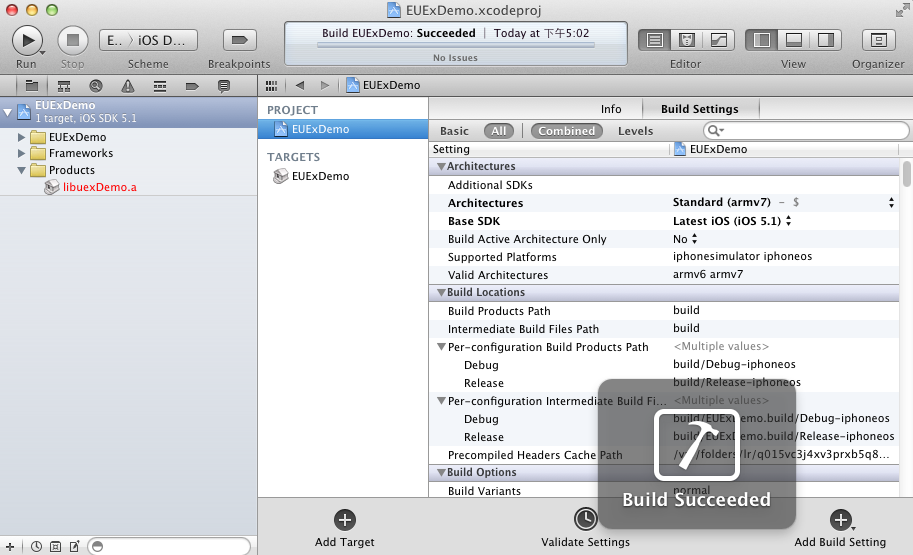 EUExDemo.xcodeproj
E.. > iOS D...
Build EUExDemo: Succeeded | Today at 下午5:02
No Issues
Run Stop Scheme Breakpoints Editor View Organizer
EUExDemo
1 target, iOS SDK 5.1
EUExDemo
Frameworks
Products
libuexDemo.a
EUExDemo
PROJECT
EUExDemo
TARGETS
EUExDemo
Info Build Settings
Basic All Combined Levels
Setting EUExDemo
Architectures
Additional SDKs
Architectures Standard (armv7) - $
Base SDK Latest iOS (iOS 5.1)
Build Active Architecture Only No
Supported Platforms iphonesimulator iphoneos
Valid Architectures armv6 armv7
Build Locations
Build Products Path build
Intermediate Build Files Path build
Per-configuration Build Products Path <Multiple values>
Debug build/Debug-iphoneos
Release build/Release-iphoneos
Per-configuration Intermediate Build Fi... <Multiple values>
Debug build/EUExDemo.build/Debug-iphoneos
Release build/EUExDemo.build/Release-iphoneos
Precompiled Headers Cache Path /var/folders/lr/q015vc3j4xv3prxb5q8...
Build Options
Build Variants normal
Build Succeeded
Add Target Validate Settings Add Build Setting